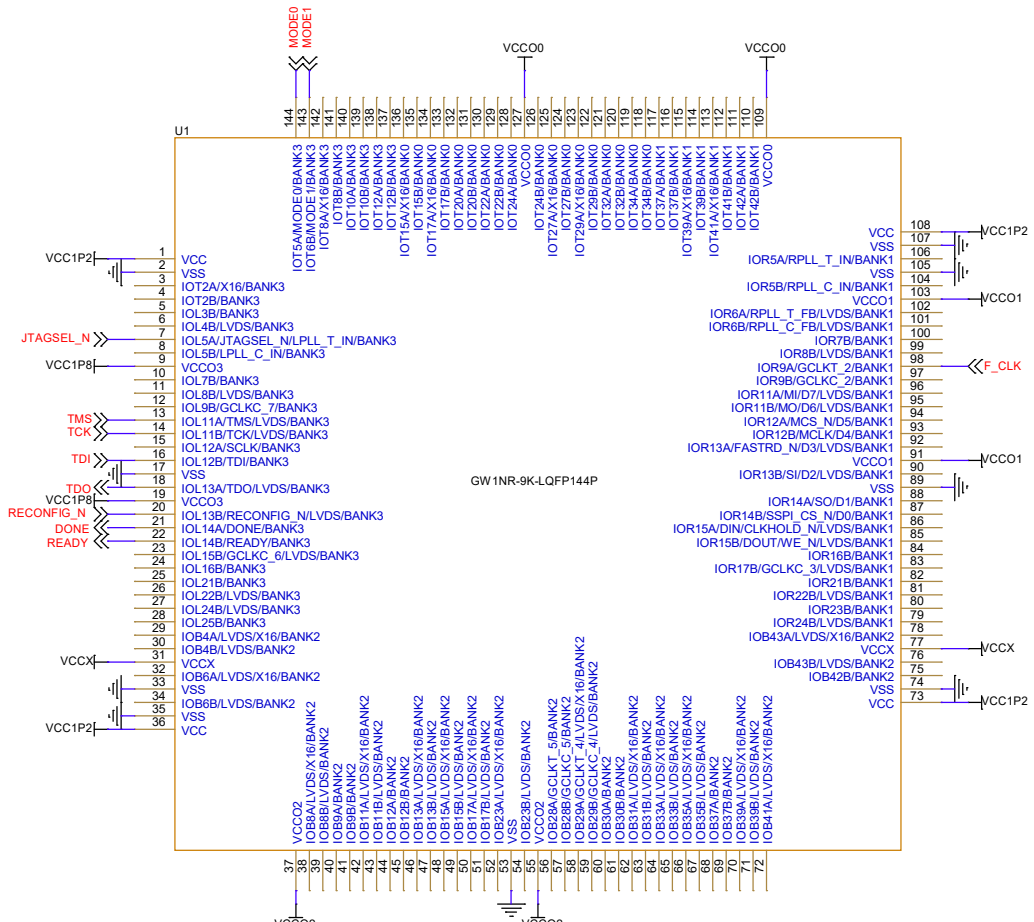 MODE0
MODE1
VCCO0
VCCO0
144
143
142
141
140
139
138
137
136
135
134
133
132
131
130
129
128
127
126
125
124
123
122
121
120
119
118
117
116
115
114
113
112
111
110
109
U1
IOT5A/MODE0/BANK3
IOT6B/MODE1/BANK3
IOT8A/X16/BANK3
IOT8B/BANK3
IOT10A/BANK3
IOT10B/BANK3
IOT12A/BANK3
IOT12B/BANK3
IOT15A/X16/BANK0
IOT15B/BANK0
IOT17A/X16/BANK0
IOT17B/BANK0
IOT20A/BANK0
IOT20B/BANK0
IOT22A/BANK0
IOT22B/BANK0
IOT24A/BANK0
VCCO0
IOT24B/BANK0
IOT27A/X16/BANK0
IOT27B/BANK0
IOT29A/X16/BANK0
IOT29B/BANK0
IOT32A/BANK0
IOT32B/BANK0
IOT34A/BANK0
IOT34B/BANK0
IOT37A/BANK1
IOT37B/BANK1
IOT39A/X16/BANK1
IOT39B/BANK1
IOT41A/X16/BANK1
IOT41B/BANK1
IOT42A/BANK1
IOT42B/BANK1
VCCO0
VCC1P2 1 VCC
2 VSS
3 IOT2A/X16/BANK3
4 IOT2B/BANK3
5 IOL3B/BANK3
6 IOL4B/LVDS/BANK3
JTAGSEL_N 7 IOL5A/JTAGSEL_N/LPLL_T_IN/BANK3
8 IOL5B/LPLL_C_IN/BANK3
VCC1P8 9 VCCO3
10 IOL7B/BANK3
11 IOL8B/LVDS/BANK3
12 IOL9B/GCLKC_7/BANK3
TMS 13 IOL11A/TMS/LVDS/BANK3
TCK 14 IOL11B/TCK/LVDS/BANK3
15 IOL12A/SCLK/BANK3
TDI 16 IOL12B/TDI/BANK3
17 VSS
TDO 18 IOL13A/TDO/LVDS/BANK3
VCC1P8 19 VCCO3
RECONFIG_N 20 IOL13B/RECONFIG_N/LVDS/BANK3
DONE 21 IOL14A/DONE/BANK3
READY 22 IOL14B/READY/BANK3
23 IOL15B/GCLKC_6/LVDS/BANK3
24 IOL16B/BANK3
25 IOL21B/BANK3
26 IOL22B/LVDS/BANK3
27 IOL24B/LVDS/BANK3
28 IOL25B/BANK3
29 IOB4A/LVDS/X16/BANK2
30 IOB4B/LVDS/BANK2
VCCX 31 VCCX
32 IOB6A/LVDS/X16/BANK2
33 VSS
34 IOB6B/LVDS/BANK2
35 VSS
VCC1P2 36 VCC
GW1NR-9K-LQFP144P
VCC 108 VCC1P2
VSS 107
IOR5A/RPLL_T_IN/BANK1 106
VSS 105
IOR5B/RPLL_C_IN/BANK1 104
VCCO1 103 VCCO1
IOR6A/RPLL_T_FB/LVDS/BANK1 102
IOR6B/RPLL_C_FB/LVDS/BANK1 101
IOR7B/BANK1 100
IOR8B/LVDS/BANK1 99
IOR9A/GCLKT_2/BANK1 98 F_CLK
IOR9B/GCLKC_2/BANK1 97
IOR11A/MI/D7/LVDS/BANK1 96
IOR11B/MO/D6/LVDS/BANK1 95
IOR12A/MCS_N/D5/BANK1 94
IOR12B/MCLK/D4/BANK1 93
IOR13A/FASTRD_N/D3/LVDS/BANK1 92
VCCO1 91 VCCO1
IOR13B/SI/D2/LVDS/BANK1 90
VSS 89
IOR14A/SO/D1/BANK1 88
IOR14B/SSPI_CS_N/D0/BANK1 87
IOR15A/DIN/CLKHOLD_N/LVDS/BANK1 86
IOR15B/DOUT/WE_N/LVDS/BANK1 85
IOR16B/BANK1 84
IOR17B/GCLKC_3/LVDS/BANK1 83
IOR21B/BANK1 82
IOR22B/LVDS/BANK1 81
IOR23B/BANK1 80
IOR24B/LVDS/BANK1 79
IOB43A/LVDS/X16/BANK2 78
VCCX 77 VCCX
IOB43B/LVDS/BANK2 76
IOB42B/BANK2 75
VSS 74
VCC 73 VCC1P2
VCCO2
IOB8A/LVDS/X16/BANK2
IOB8B/LVDS/BANK2
IOB9A/BANK2
IOB9B/BANK2
IOB11A/LVDS/X16/BANK2
IOB11B/LVDS/BANK2
IOB12A/BANK2
IOB12B/BANK2
IOB13A/LVDS/X16/BANK2
IOB13B/LVDS/BANK2
IOB15A/LVDS/X16/BANK2
IOB15B/LVDS/BANK2
IOB17A/LVDS/X16/BANK2
IOB17B/LVDS/BANK2
IOB23A/LVDS/X16/BANK2
VSS
IOB23B/LVDS/BANK2
VCCO2
IOB28A/GCLKT_5/BANK2
IOB28B/GCLKC_5/BANK2
IOB29A/GCLKT_4/LVDS/X16/BANK2
IOB29B/GCLKC_4/LVDS/BANK2
IOB30A/BANK2
IOB30B/BANK2
IOB31A/LVDS/X16/BANK2
IOB31B/LVDS/BANK2
IOB33A/LVDS/X16/BANK2
IOB33B/LVDS/BANK2
IOB35A/LVDS/X16/BANK2
IOB35B/LVDS/BANK2
IOB37A/BANK2
IOB37B/BANK2
IOB39A/LVDS/X16/BANK2
IOB39B/LVDS/BANK2
IOB41A/LVDS/X16/BANK2
37
38
39
40
41
42
43
44
45
46
47
48
49
50
51
52
53
54
55
56
57
58
59
60
61
62
63
64
65
66
67
68
69
70
71
72